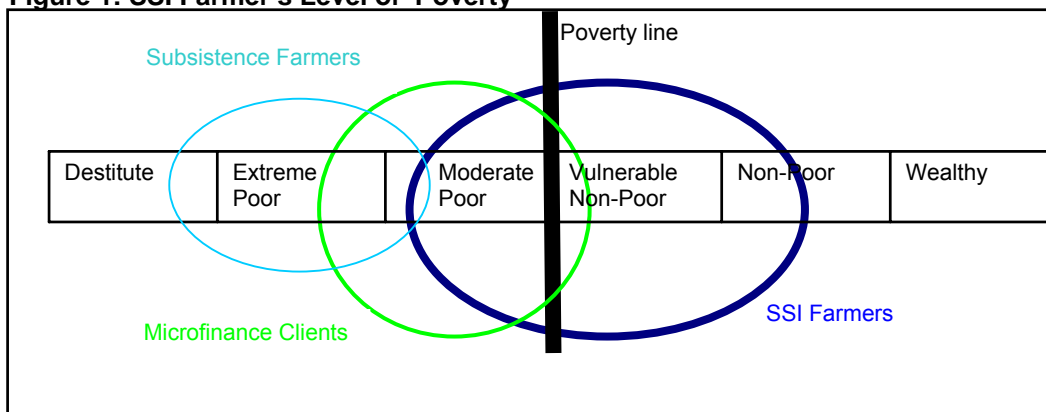 Figure 1: SSI Farmer's Level of Poverty
Poverty line
Subsistence Farmers
Destitute
Extreme
Poor
Moderate
Poor
Vulnerable
Non-Poor
Non-Poor
Wealthy
SSI Farmers
Microfinance Clients